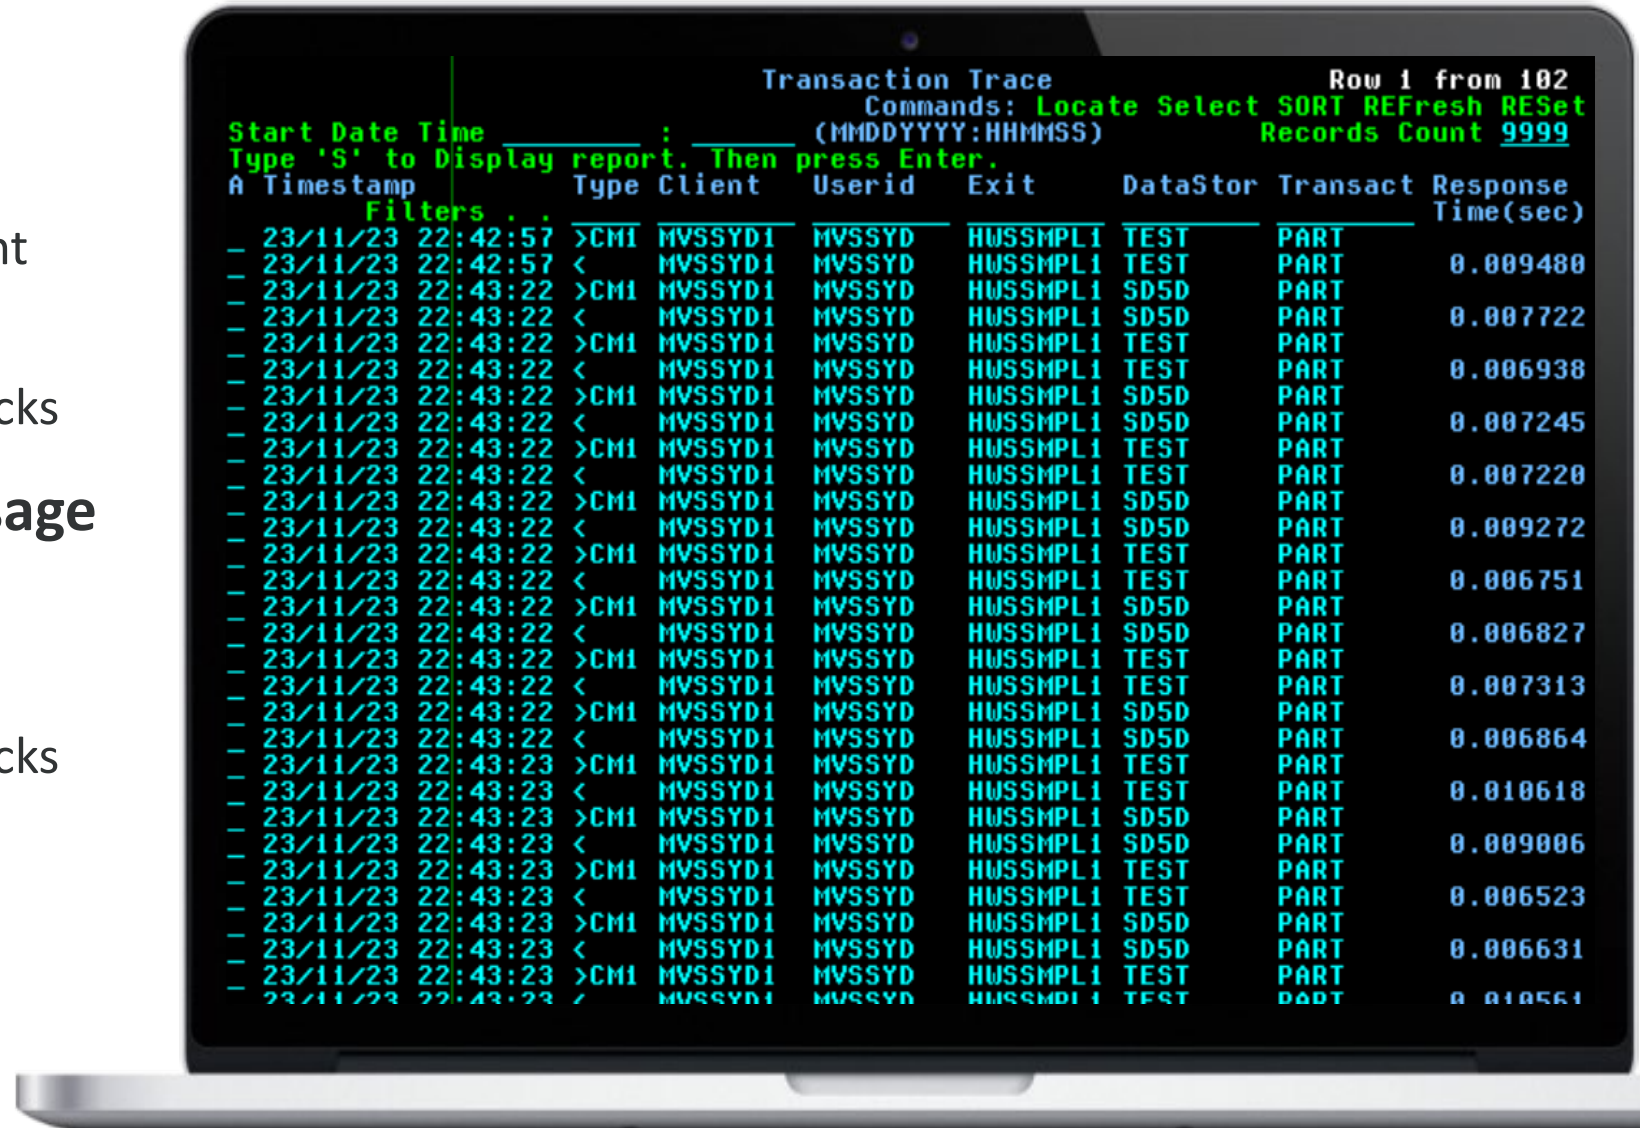 nt
cks
sage
cks
Transaction Trace Row 1 from 102
Commands: Locate Select SORT REFresh RESet
Start Date Time : (MMDDYYYY:HHMMSS) Records Count 9999
Type 'S' to Display report. Then press Enter.
A Timestamp Type Client Userid Exit DataStor Transact Response
Filters . . Time(sec)
_ 23/11/23 22:42:57 >CM1 MVSSYD1 MVSSYD HWSSMPL1 TEST PART
_ 23/11/23 22:42:57 < MVSSYD1 MVSSYD HWSSMPL1 TEST PART 0.009480
_ 23/11/23 22:43:22 >CM1 MVSSYD1 MVSSYD HWSSMPL1 SD5D PART
_ 23/11/23 22:43:22 < MVSSYD1 MVSSYD HWSSMPL1 SD5D PART 0.007722
_ 23/11/23 22:43:22 >CM1 MVSSYD1 MVSSYD HWSSMPL1 TEST PART
_ 23/11/23 22:43:22 < MVSSYD1 MVSSYD HWSSMPL1 TEST PART 0.006938
_ 23/11/23 22:43:22 >CM1 MVSSYD1 MVSSYD HWSSMPL1 SD5D PART
_ 23/11/23 22:43:22 < MVSSYD1 MVSSYD HWSSMPL1 SD5D PART 0.007245
_ 23/11/23 22:43:22 >CM1 MVSSYD1 MVSSYD HWSSMPL1 TEST PART
_ 23/11/23 22:43:22 < MVSSYD1 MVSSYD HWSSMPL1 TEST PART 0.007220
_ 23/11/23 22:43:22 >CM1 MVSSYD1 MVSSYD HWSSMPL1 SD5D PART
_ 23/11/23 22:43:22 < MVSSYD1 MVSSYD HWSSMPL1 SD5D PART 0.009272
_ 23/11/23 22:43:22 >CM1 MVSSYD1 MVSSYD HWSSMPL1 TEST PART
_ 23/11/23 22:43:22 < MVSSYD1 MVSSYD HWSSMPL1 TEST PART 0.006751
_ 23/11/23 22:43:22 >CM1 MVSSYD1 MVSSYD HWSSMPL1 SD5D PART
_ 23/11/23 22:43:22 < MVSSYD1 MVSSYD HWSSMPL1 SD5D PART 0.006827
_ 23/11/23 22:43:22 >CM1 MVSSYD1 MVSSYD HWSSMPL1 TEST PART
_ 23/11/23 22:43:22 < MVSSYD1 MVSSYD HWSSMPL1 TEST PART 0.007313
_ 23/11/23 22:43:22 >CM1 MVSSYD1 MVSSYD HWSSMPL1 SD5D PART
_ 23/11/23 22:43:22 < MVSSYD1 MVSSYD HWSSMPL1 SD5D PART 0.006864
_ 23/11/23 22:43:23 >CM1 MVSSYD1 MVSSYD HWSSMPL1 TEST PART
_ 23/11/23 22:43:23 < MVSSYD1 MVSSYD HWSSMPL1 TEST PART 0.010618
_ 23/11/23 22:43:23 >CM1 MVSSYD1 MVSSYD HWSSMPL1 SD5D PART
_ 23/11/23 22:43:23 < MVSSYD1 MVSSYD HWSSMPL1 SD5D PART 0.009006
_ 23/11/23 22:43:23 >CM1 MVSSYD1 MVSSYD HWSSMPL1 TEST PART
_ 23/11/23 22:43:23 < MVSSYD1 MVSSYD HWSSMPL1 TEST PART 0.006523
_ 23/11/23 22:43:23 >CM1 MVSSYD1 MVSSYD HWSSMPL1 SD5D PART
_ 23/11/23 22:43:23 < MVSSYD1 MVSSYD HWSSMPL1 SD5D PART 0.006631
_ 23/11/23 22:43:23 >CM1 MVSSYD1 MVSSYD HWSSMPL1 TEST PART
23/11/23 22:43:23 < MVSSYD1 MVSSYD HWSSMPL1 TEST PART 0.010561